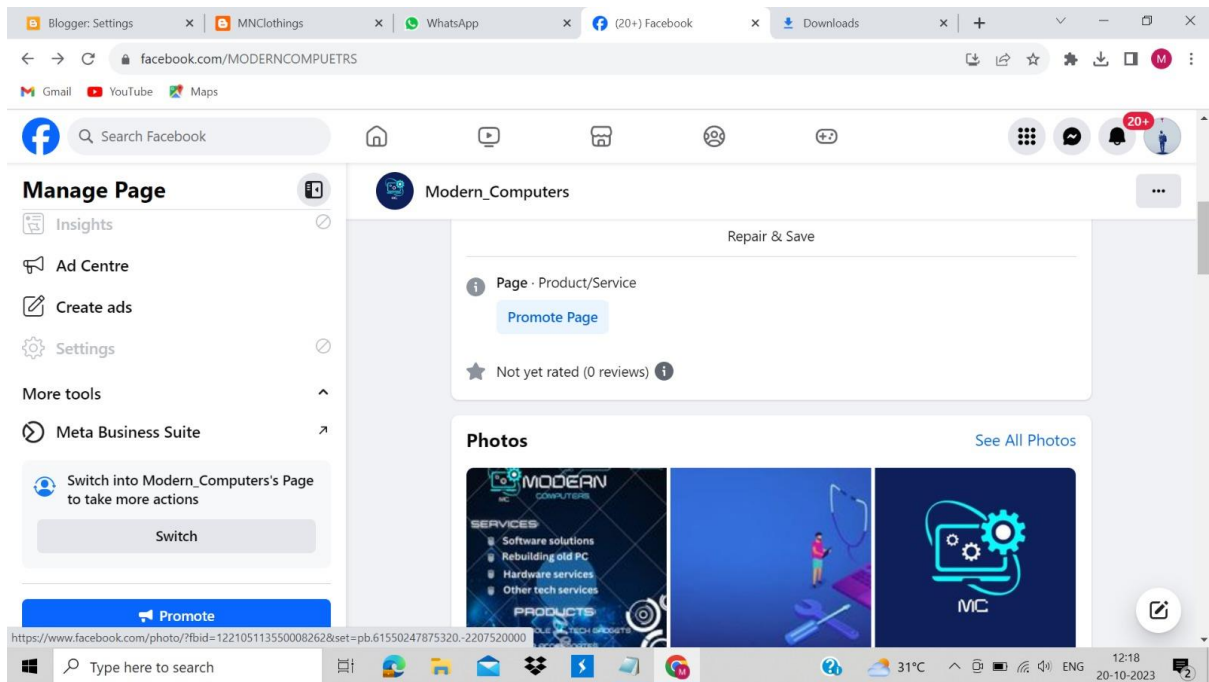 Blogger: Settings
MNClothings
WhatsApp
(20+) Facebook
Downloads
facebook.com/MODERNCOMPUETRS
M
Gmail
YouTube
Maps
Search Facebook
20+
Manage Page
Modern_Computers
Insights
Repair & Save
Ad Centre
Page · Product/Service
Create ads
Promote Page
Settings
Not yet rated (0 reviews)
More tools
Meta Business Suite
Photos
See All Photos
Switch into Modern_Computers's Page
to take more actions
Switch
MODERN
COMPUTERS
MC
SERVICES
Software solutions
Rebuilding old PC
Hardware services
Other tech services
PRODUCTS
TECH GADGETS
MC
Promote
https://www.facebook.com/photo/?fbid=122105113550008262&set=pb.61550247875320.-2207520000
Type here to search
31°C
ENG
12:18
20-10-2023
2